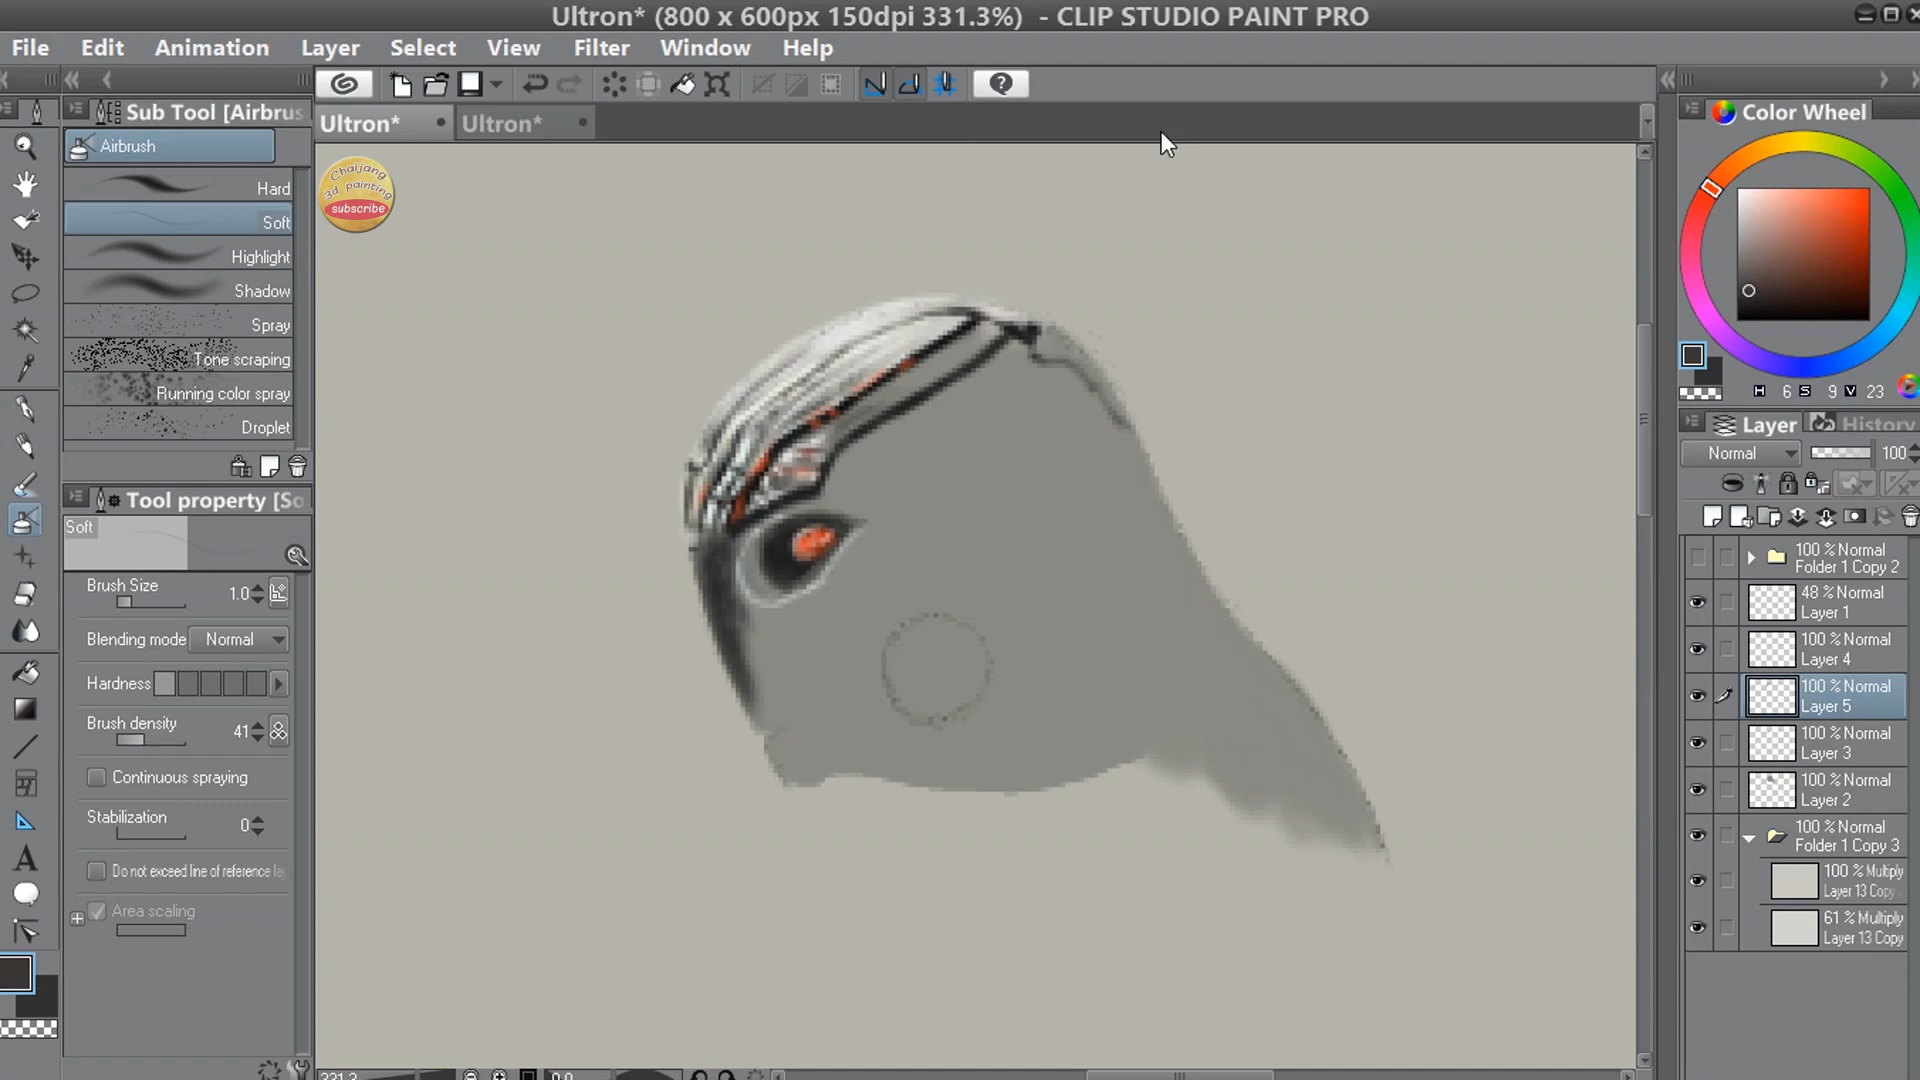 Ultron* (800 x 600px 150dpi 331.3%) - CLIP STUDIO PAINT PRO
File Edit Animation Layer Select View Filter Window Help
Sub Tool [Airbrus
Airbrush
Hard
Soft
Highlight
Shadow
Spray
Tone scraping
Running color spray
Droplet
Tool property [So
Soft
Brush Size 1.0
Blending mode Normal
Hardness
Brush density 41
Continuous spraying
Stabilization 0
Do not exceed line of reference la
Area scaling
A
Ultron* Ultron*
Chaijang
3d painting
subscribe
331.3 0.0
Color Wheel
H 6 S 9 V 23
Layer History
Normal 100
100 % Normal
Folder 1 Copy 2
48 % Normal
Layer 1
100 % Normal
Layer 4
100 % Normal
Layer 5
100 % Normal
Layer 3
100 % Normal
Layer 2
100 % Normal
Folder 1 Copy 3
100 % Multiply
Layer 13 Copy
61 % Multiply
Layer 13 Copy